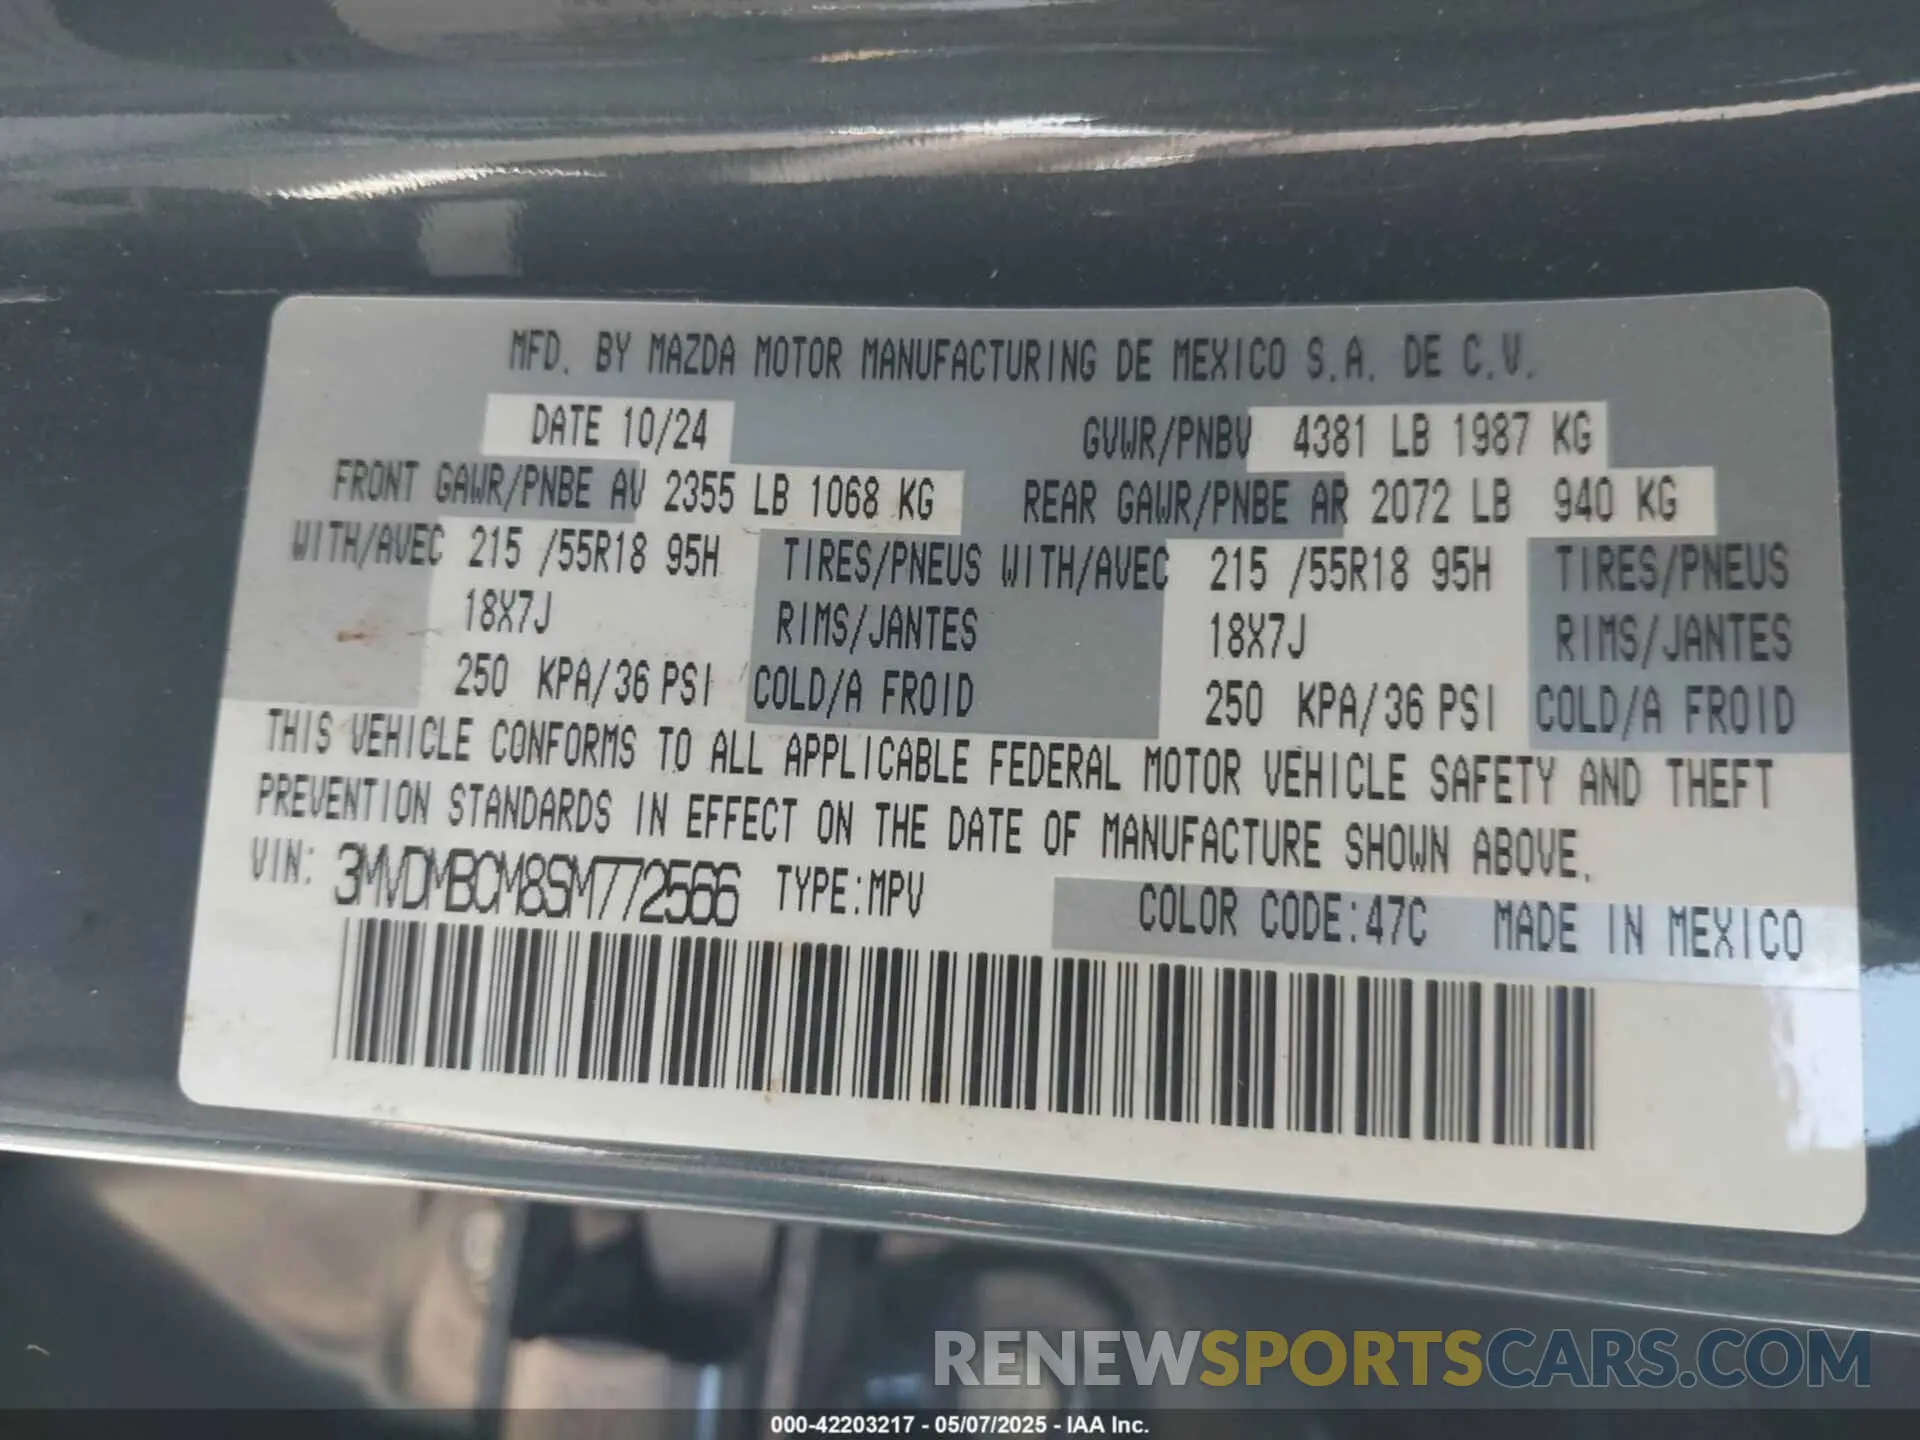 MFD. BY MAZDA MOTOR MANUFACTURING DE MEXICO S.A. DE C.V.
DATE 10/24 GVWR/PNBV 4381 LB 1987 KG
FRONT GAWR/PNBE AV 2355 LB 1068 KG REAR GAWR/PNBE AR 2072 LB 940 KG
WITH/AVEC 215 /55R18 95H TIRES/PNEUS WITH/AVEC 215 /55R18 95H TIRES/PNEUS
18X7J RIMS/JANTES 18X7J RIMS/JANTES
250 KPA/36 PSI COLD/A FROID 250 KPA/36 PSI COLD/A FROID
THIS VEHICLE CONFORMS TO ALL APPLICABLE FEDERAL MOTOR VEHICLE SAFETY AND THEFT
PREVENTION STANDARDS IN EFFECT ON THE DATE OF MANUFACTURE SHOWN ABOVE.
VIN: 3MVDMBCM8SM772566 TYPE:MPV
COLOR CODE:47C MADE IN MEXICO
RENEWSPORTSCARS.COM
000-42203217 - 05/07/2025 - IAA Inc.